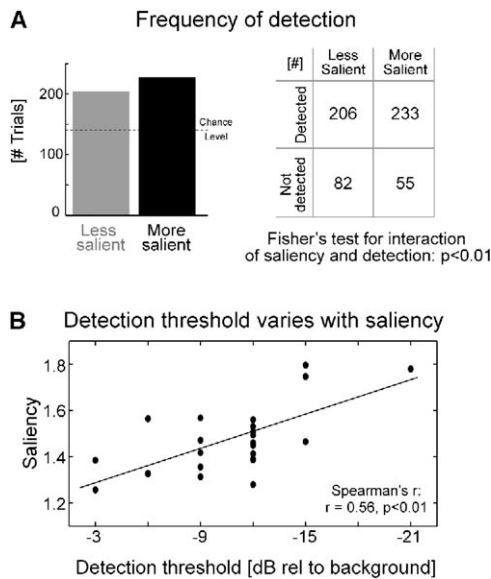 A
Frequency of detection
[# Trials]
200
100
0
Chance
Level
Less
salient
More
salient
[#]
Less
Salient
More
Salient
Detected
206
233
Not
detected
82
55
Fisher's test for interaction
of saliency and detection: p<0.01
B
Detection threshold varies with saliency
Saliency
1.8
1.6
1.4
1.2
Spearman's r:
r = 0.56, p<0.01
-3
-9
-15
-21
Detection threshold [dB rel to background]